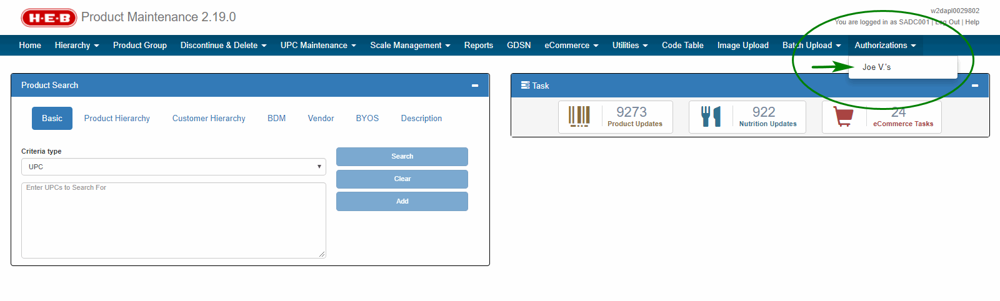 w2dapl0029802
H-E-B Product Maintenance 2.19.0
You are logged in as SADC001 | Log Out | Help
Home Hierarchy Product Group Discontinue & Delete UPC Maintenance Scale Management Reports GDSN eCommerce Utilities Code Table Image Upload Batch Upload Authorizations
Joe V.'s
Product Search
Basic Product Hierarchy Customer Hierarchy BDM Vendor BYOS Description
Criteria type
UPC
Enter UPCs to Search For
Search
Clear
Add
Task
9273
Product Updates
922
Nutrition Updates
24
eCommerce Tasks